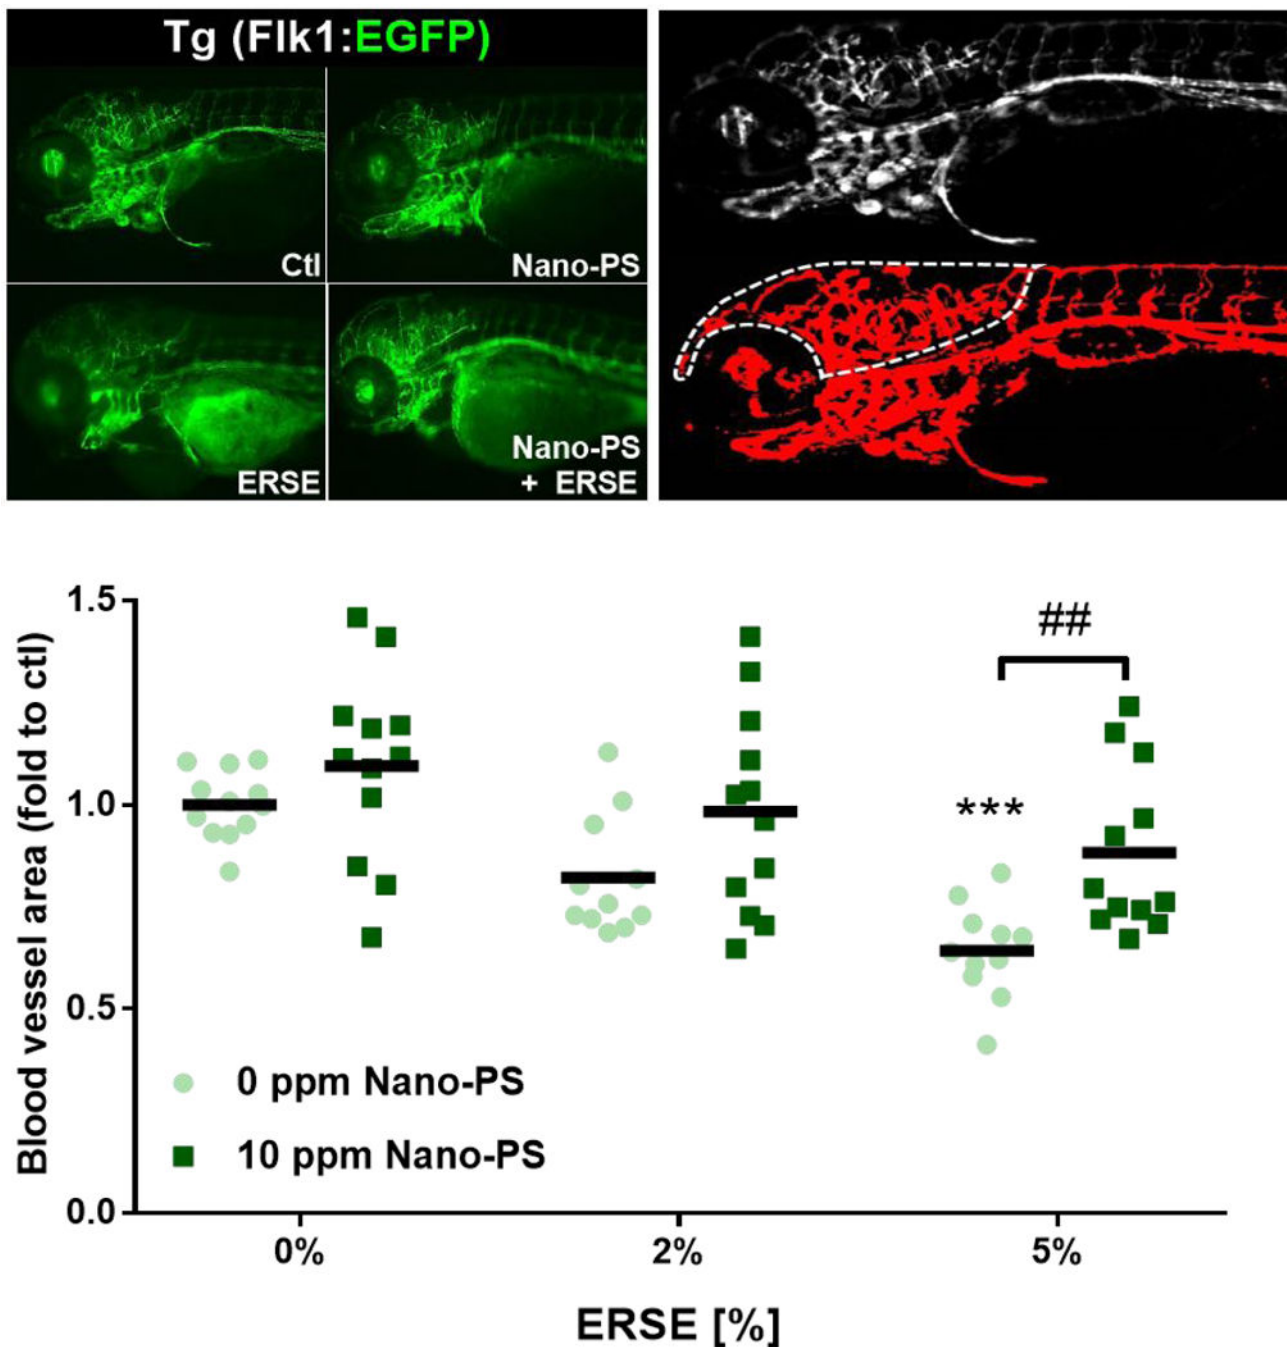 Tg (Flk1:EGFP)
Ctl
Nano-PS
ERSE
Nano-PS
+ ERSE
Blood vessel area (fold to ctl)
1.5
1.0
0.5
0.0
##
***
0 ppm Nano-PS
10 ppm Nano-PS
0%
2%
5%
ERSE [%]